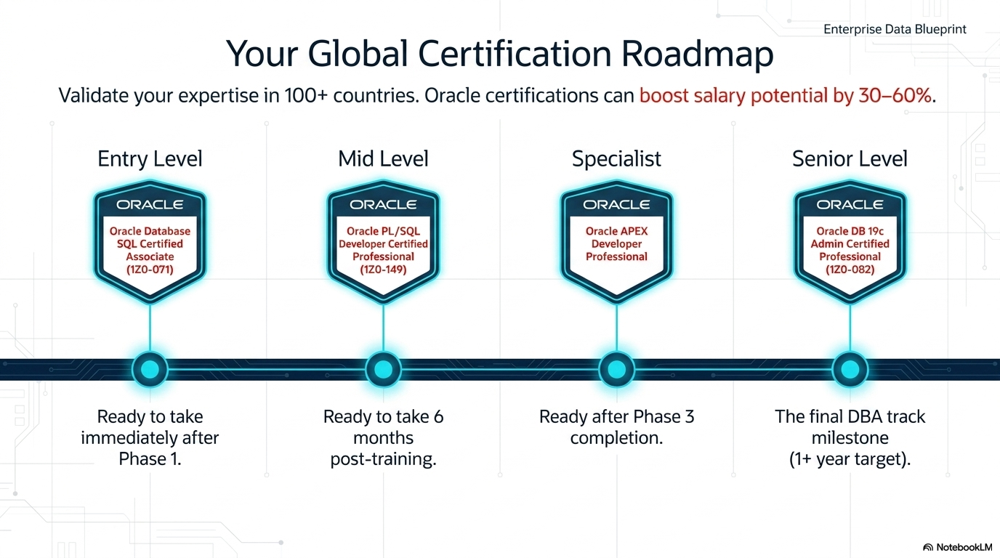 Enterprise Data Blueprint
Your Global Certification Roadmap
Validate your expertise in 100+ countries. Oracle certifications can boost salary potential by 30–60%.
Entry Level
ORACLE
Oracle Database
SQL Certified
Associate
(1Z0-071)
Ready to take
immediately after
Phase 1.
Mid Level
ORACLE
Oracle PL/SQL
Developer Certified
Professional
(1Z0-149)
Ready to take 6
months
post-training.
Specialist
ORACLE
Oracle APEX
Developer
Professional
Ready after Phase 3
completion.
Senior Level
ORACLE
Oracle DB 19c
Admin Certified
Professional
(1Z0-082)
The final DBA track
milestone
(1+ year target).
NotebookLM